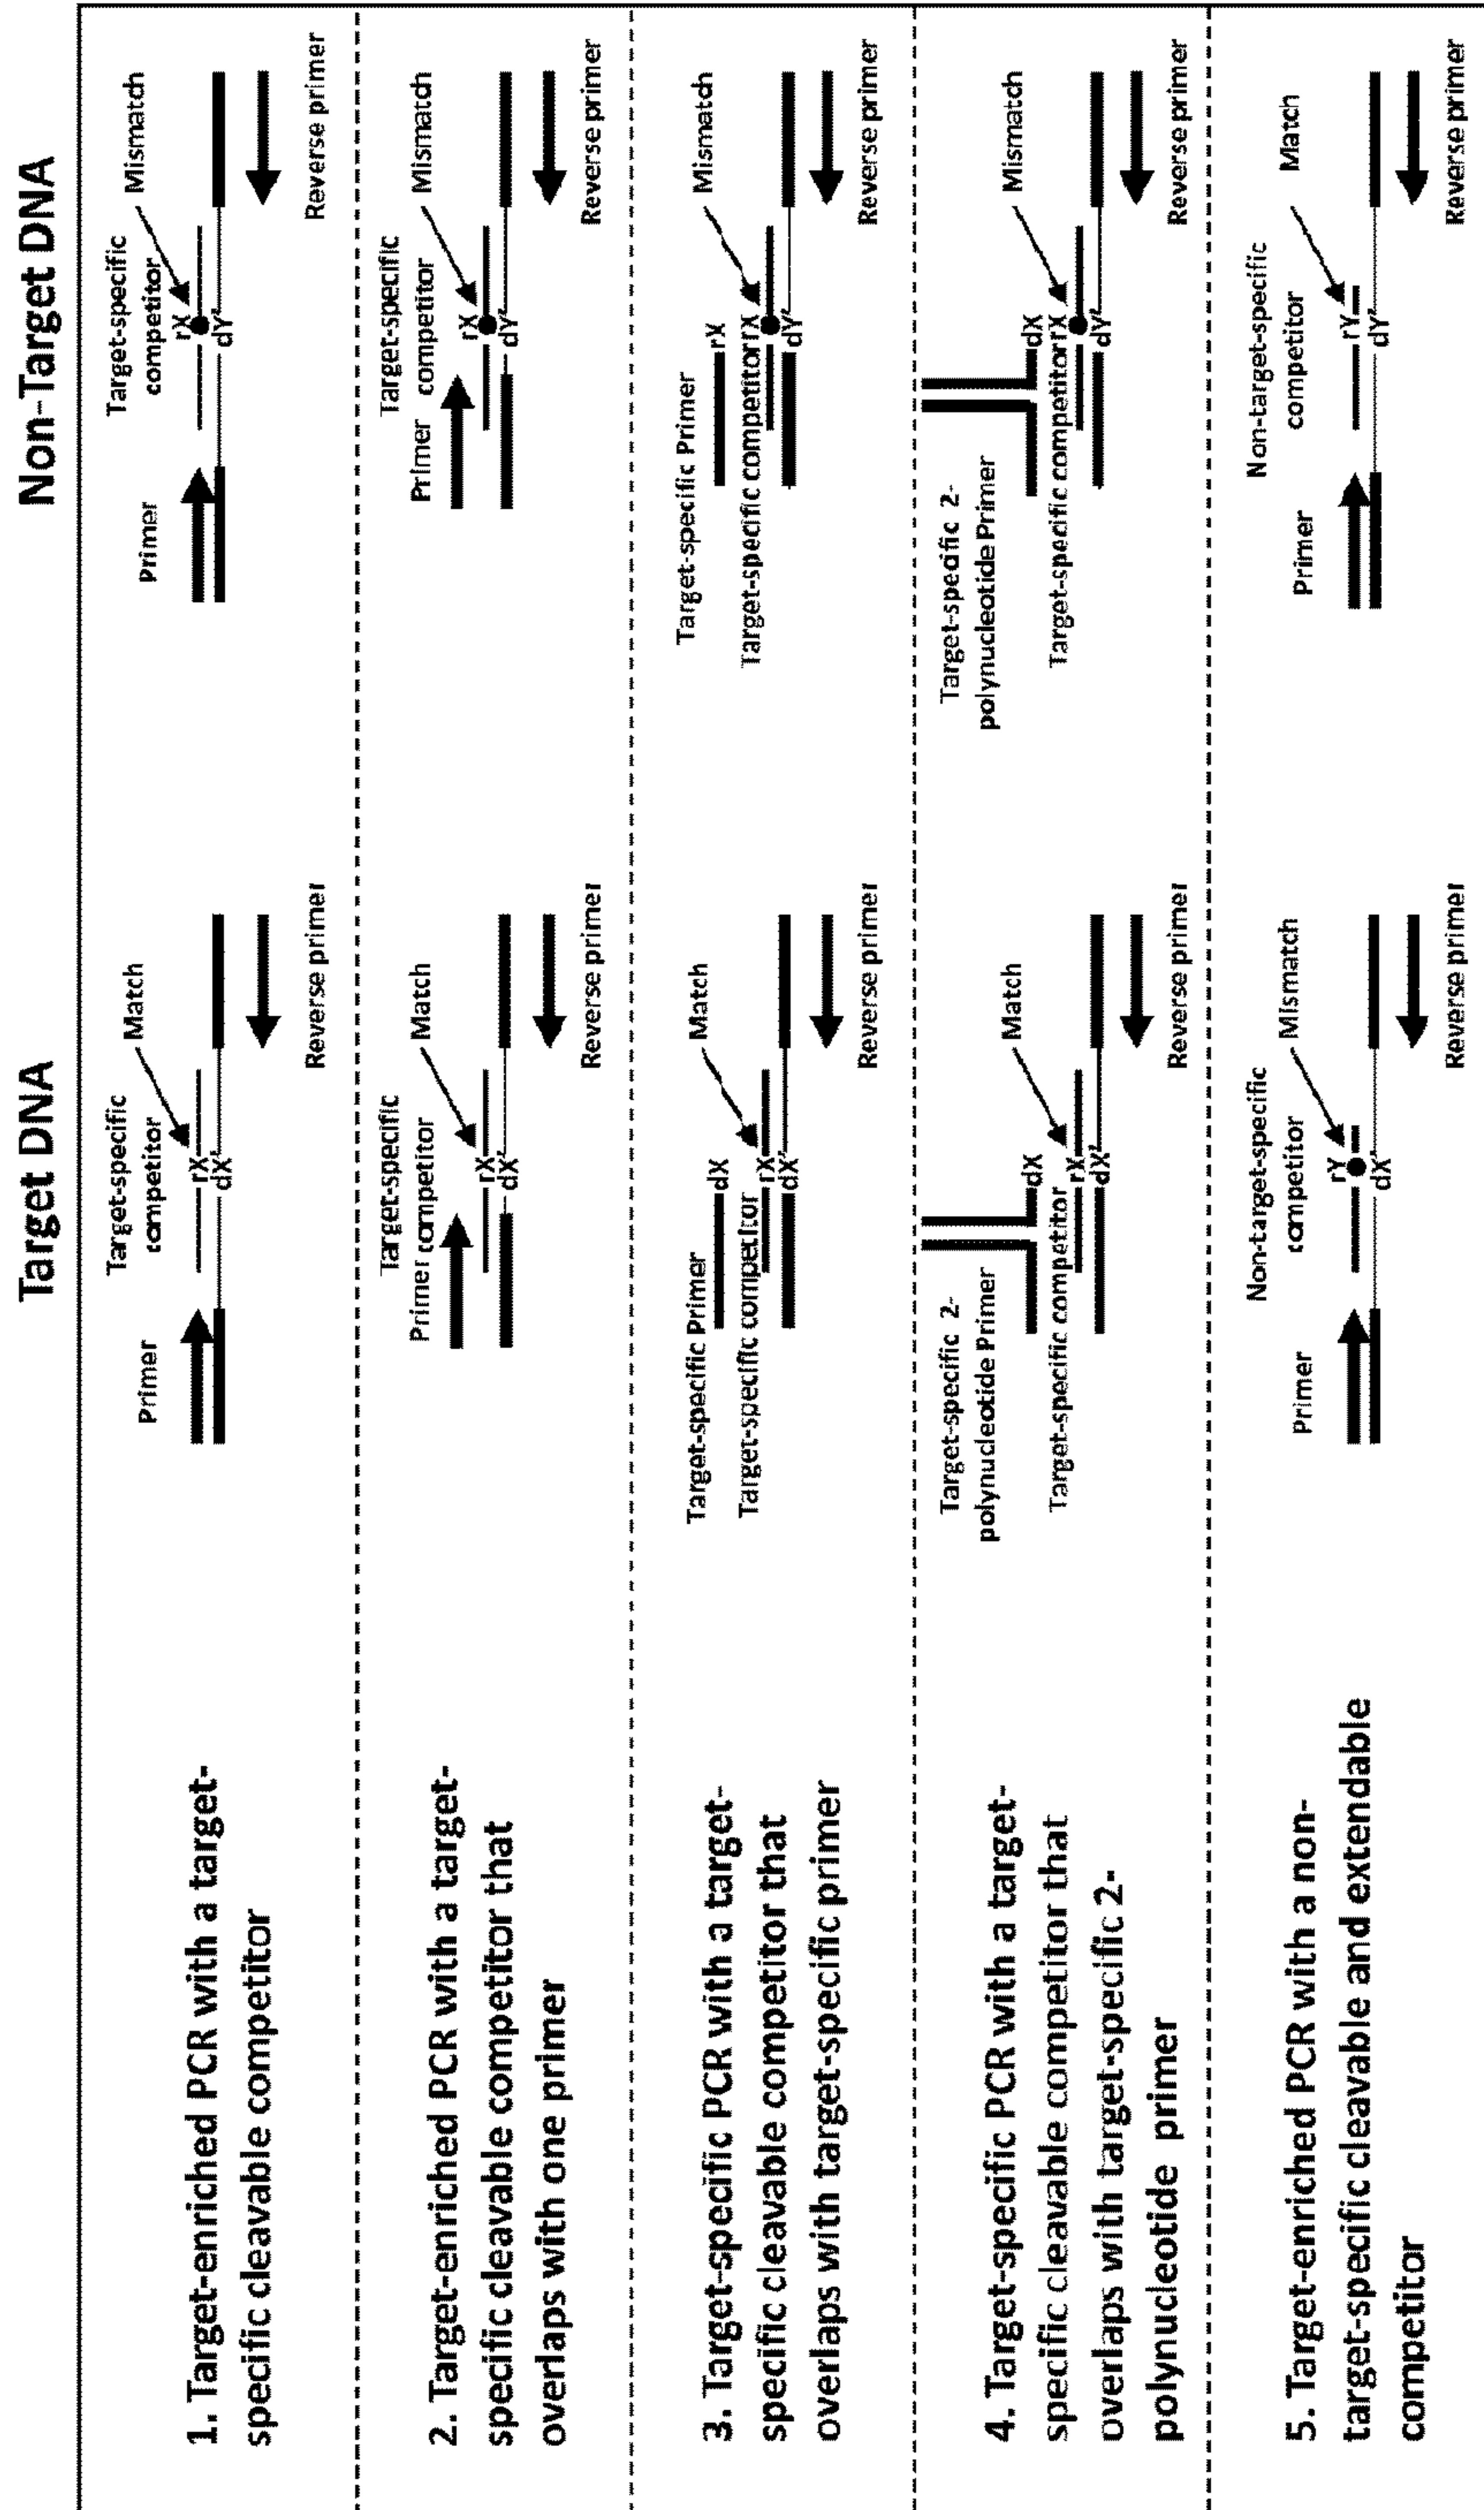 Target DNA
Non-Target DNA
1. Target-enriched PCR with a target-
specific cleavable competitor
Primer
Target-specific
competitor
Match
rX
dX'
Reverse primer
Primer
Target-specific
competitor
Mismatch
rX
dY'
Reverse primer
2. Target-enriched PCR with a target-
specific cleavable competitor that
overlaps with one primer
Target-specific
Primer competitor
Match
rX
dX'
Reverse primer
Target-specific
Primer competitor
Mismatch
rX
dY'
Reverse primer
3. Target-specific PCR with a target-
specific cleavable competitor that
overlaps with target-specific primer
Target-specific Primer
dX
Match
Target-specific competitor
rX
dX'
Reverse primer
Target-specific Primer
rX
Mismatch
Target-specific competitor
rX
dY'
Reverse primer
4. Target-specific PCR with a target-
specific cleavable competitor that
overlaps with target-specific 2-
polynucleotide primer
Target-specific 2-
polynucleotide Primer
dX
Match
Target-specific competitor
rX
dX'
Reverse primer
Target-specific 2-
polynucleotide Primer
dX
Mismatch
Target-specific competitor
rX
dY'
Reverse primer
5. Target-enriched PCR with a non-
target-specific cleavable and extendable
competitor
Primer
Non-target-specific
competitor
Mismatch
rY
dX'
Reverse primer
Primer
Non-target-specific
competitor
Match
rY
dY'
Reverse primer